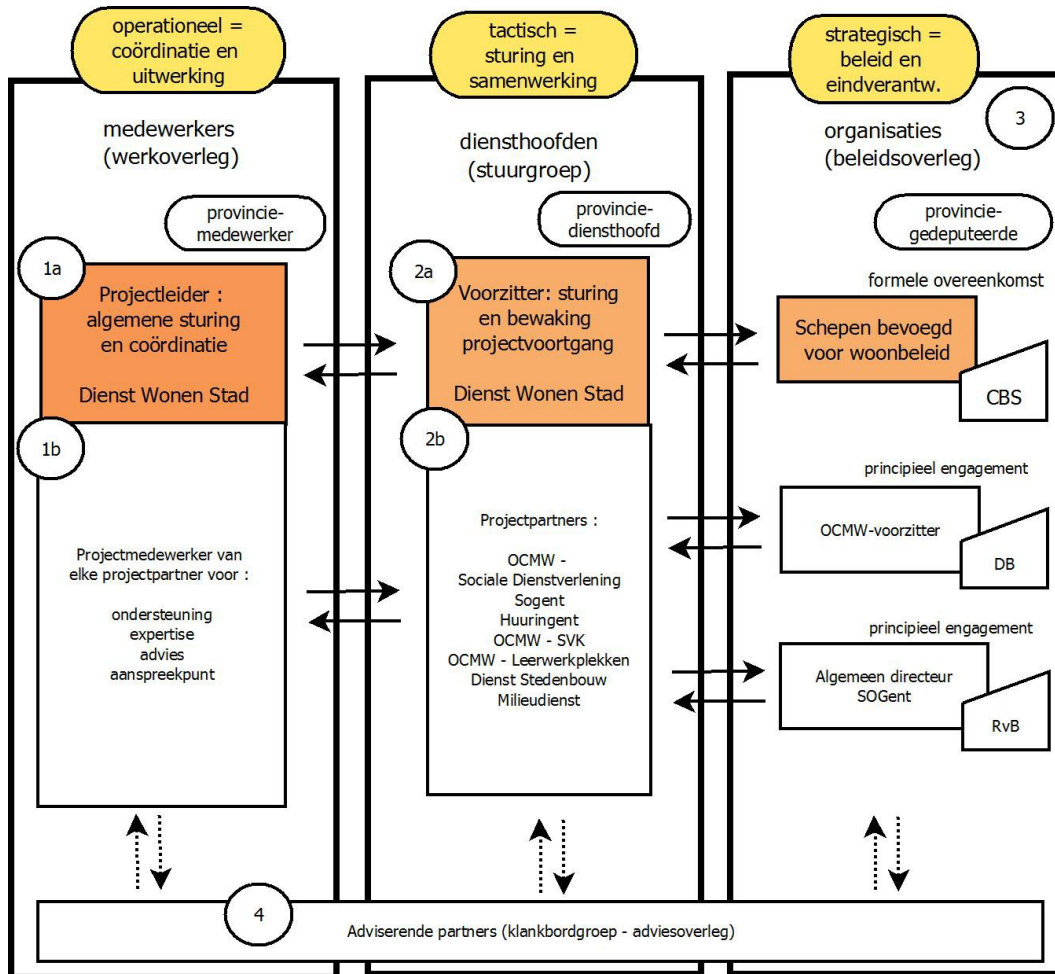 operationeel =
coördinatie en
uitwerking
medewerkers
(werkoverleg)
provincie-
medewerker
1a
Projectleider :
algemene sturing
en coördinatie
Dienst Wonen Stad
1b
Projectmedewerker van
elke projectpartner voor :
ondersteuning
expertise
advies
aanspreekpunt
tactisch =
sturing en
samenwerking
diensthoofden
(stuurgroep)
provincie-
diensthoofd
2a
Voorzitter: sturing
en bewaking
projectvoortgang
Dienst Wonen Stad
2b
Projectpartners :
OCMW -
Sociale Dienstverlening
Sogent
Huuringent
OCMW - SVK
OCMW - Leerwerkplekken
Dienst Stedenbouw
Milieudienst
strategisch =
beleid en
eindverantw.
3
organisaties
(beleidsoverleg)
provincie-
gedeputeerde
formele overeenkomst
Schepen bevoegd
voor woonbeleid
CBS
principieel engagement
OCMW-voorzitter
DB
principieel engagement
Algemeen directeur
SOGent
RvB
4
Adviserende partners (klankbordgroep - adviesoverleg)